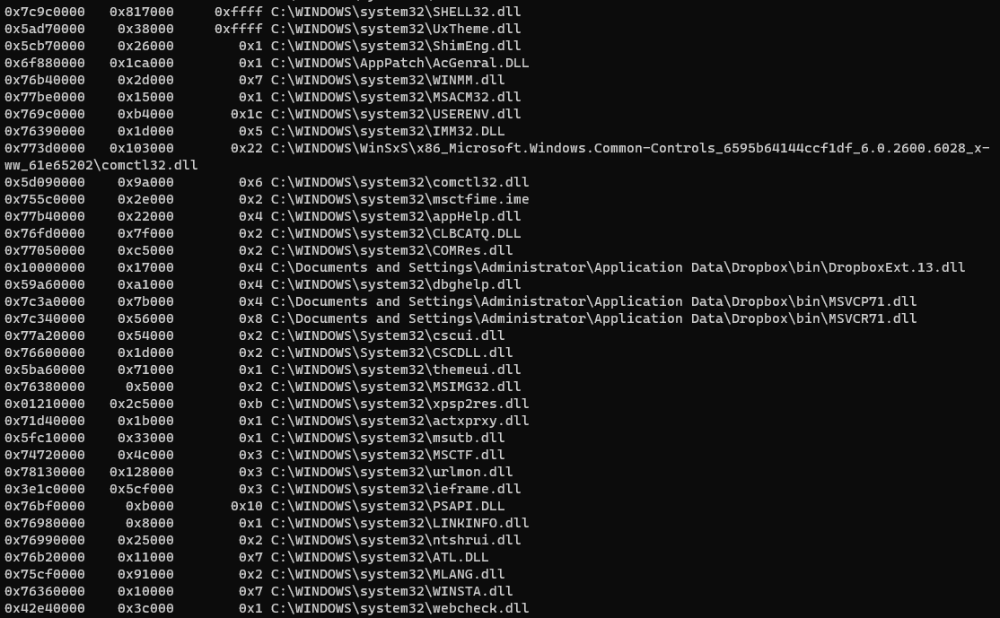 0x7c9c0000   0x817000     0xffff C:\WINDOWS\system32\SHELL32.dll
0x5ad70000    0x38000     0xffff C:\WINDOWS\system32\UxTheme.dll
0x5cb70000    0x26000        0x1 C:\WINDOWS\system32\ShimEng.dll
0x6f880000   0x1ca000        0x1 C:\WINDOWS\AppPatch\AcGenral.DLL
0x76b40000    0x2d000        0x7 C:\WINDOWS\system32\WINMM.dll
0x77be0000    0x15000        0x1 C:\WINDOWS\system32\MSACM32.dll
0x769c0000    0xb4000       0x1c C:\WINDOWS\system32\USERENV.dll
0x76390000    0x1d000        0x5 C:\WINDOWS\system32\IMM32.DLL
0x773d0000   0x103000       0x22 C:\WINDOWS\WinSxS\x86_Microsoft.Windows.Common-Controls_6595b64144ccf1df_6.0.2600.6028_x-
ww_61e65202\comctl32.dll
0x5d090000    0x9a000        0x6 C:\WINDOWS\system32\comctl32.dll
0x755c0000    0x2e000        0x2 C:\WINDOWS\system32\msctfime.ime
0x77b40000    0x22000        0x4 C:\WINDOWS\system32\appHelp.dll
0x76fd0000    0x7f000        0x2 C:\WINDOWS\system32\CLBCATQ.DLL
0x77050000    0xc5000        0x2 C:\WINDOWS\system32\COMRes.dll
0x10000000    0x17000        0x4 C:\Documents and Settings\Administrator\Application Data\Dropbox\bin\DropboxExt.13.dll
0x59a60000    0xa1000        0x4 C:\WINDOWS\system32\dbghelp.dll
0x7c3a0000    0x7b000        0x4 C:\Documents and Settings\Administrator\Application Data\Dropbox\bin\MSVCP71.dll
0x7c340000    0x56000        0x8 C:\Documents and Settings\Administrator\Application Data\Dropbox\bin\MSVCR71.dll
0x77a20000    0x54000        0x2 C:\WINDOWS\System32\cscui.dll
0x76600000    0x1d000        0x2 C:\WINDOWS\System32\CSCDLL.dll
0x5ba60000    0x71000        0x1 C:\WINDOWS\system32\themeui.dll
0x76380000     0x5000        0x2 C:\WINDOWS\system32\MSIMG32.dll
0x01210000   0x2c5000        0xb C:\WINDOWS\system32\xpsp2res.dll
0x71d40000    0x1b000        0x1 C:\WINDOWS\system32\actxprxy.dll
0x5fc10000    0x33000        0x1 C:\WINDOWS\system32\msutb.dll
0x74720000    0x4c000        0x3 C:\WINDOWS\system32\MSCTF.dll
0x78130000   0x128000        0x3 C:\WINDOWS\system32\urlmon.dll
0x3e1c0000   0x5cf000        0x3 C:\WINDOWS\system32\ieframe.dll
0x76bf0000     0xb000       0x10 C:\WINDOWS\system32\PSAPI.DLL
0x76980000     0x8000        0x1 C:\WINDOWS\system32\LINKINFO.dll
0x76990000    0x25000        0x2 C:\WINDOWS\system32\ntshrui.dll
0x76b20000    0x11000        0x7 C:\WINDOWS\system32\ATL.DLL
0x75cf0000    0x91000        0x2 C:\WINDOWS\system32\MLANG.dll
0x76360000    0x10000        0x7 C:\WINDOWS\system32\WINSTA.dll
0x42e40000    0x3c000        0x1 C:\WINDOWS\system32\webcheck.dll